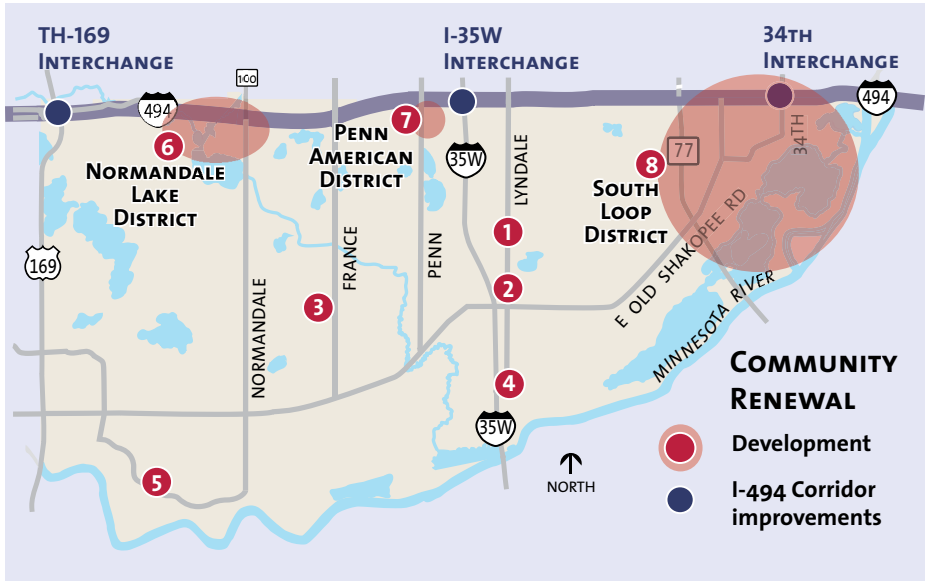 TH-169
INTERCHANGE
I-35W
INTERCHANGE
34TH
INTERCHANGE
100
494
494
7
PENN
AMERICAN
DISTRICT
6
NORMANDALE
LAKE
DISTRICT
35W
LYNDALE
8
77
34TH
SOUTH
LOOP
DISTRICT
169
1
2
3
NORMANDALE
FRANCE
PENN
E OLD SHAKOPEE RD
MINNESOTA RIVER
4
35W
5
NORTH
COMMUNITY
RENEWAL
Development
I-494 Corridor
improvements